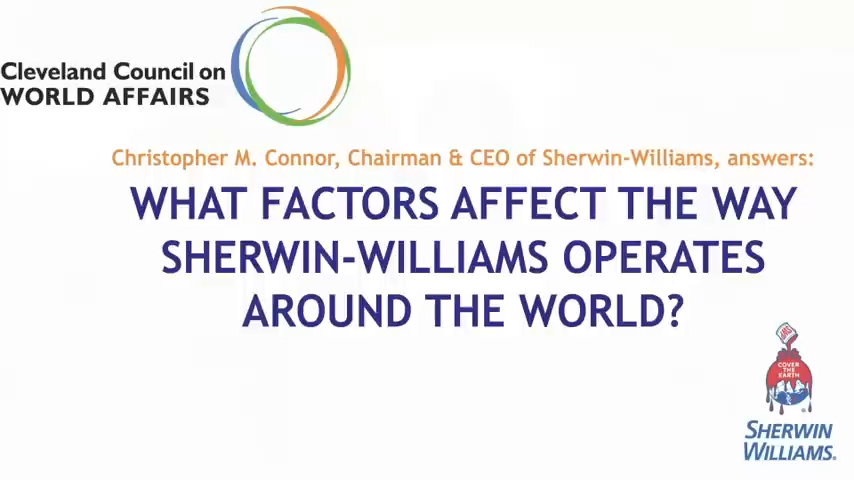 Cleveland Council on
WORLD AFFAIRS
Christopher M. Connor, Chairman & CEO of Sherwin-Williams, answers:
WHAT FACTORS AFFECT THE WAY
SHERWIN-WILLIAMS OPERATES
AROUND THE WORLD?
SWP
COVER
THE
EARTH
SHERWIN
WILLIAMS.